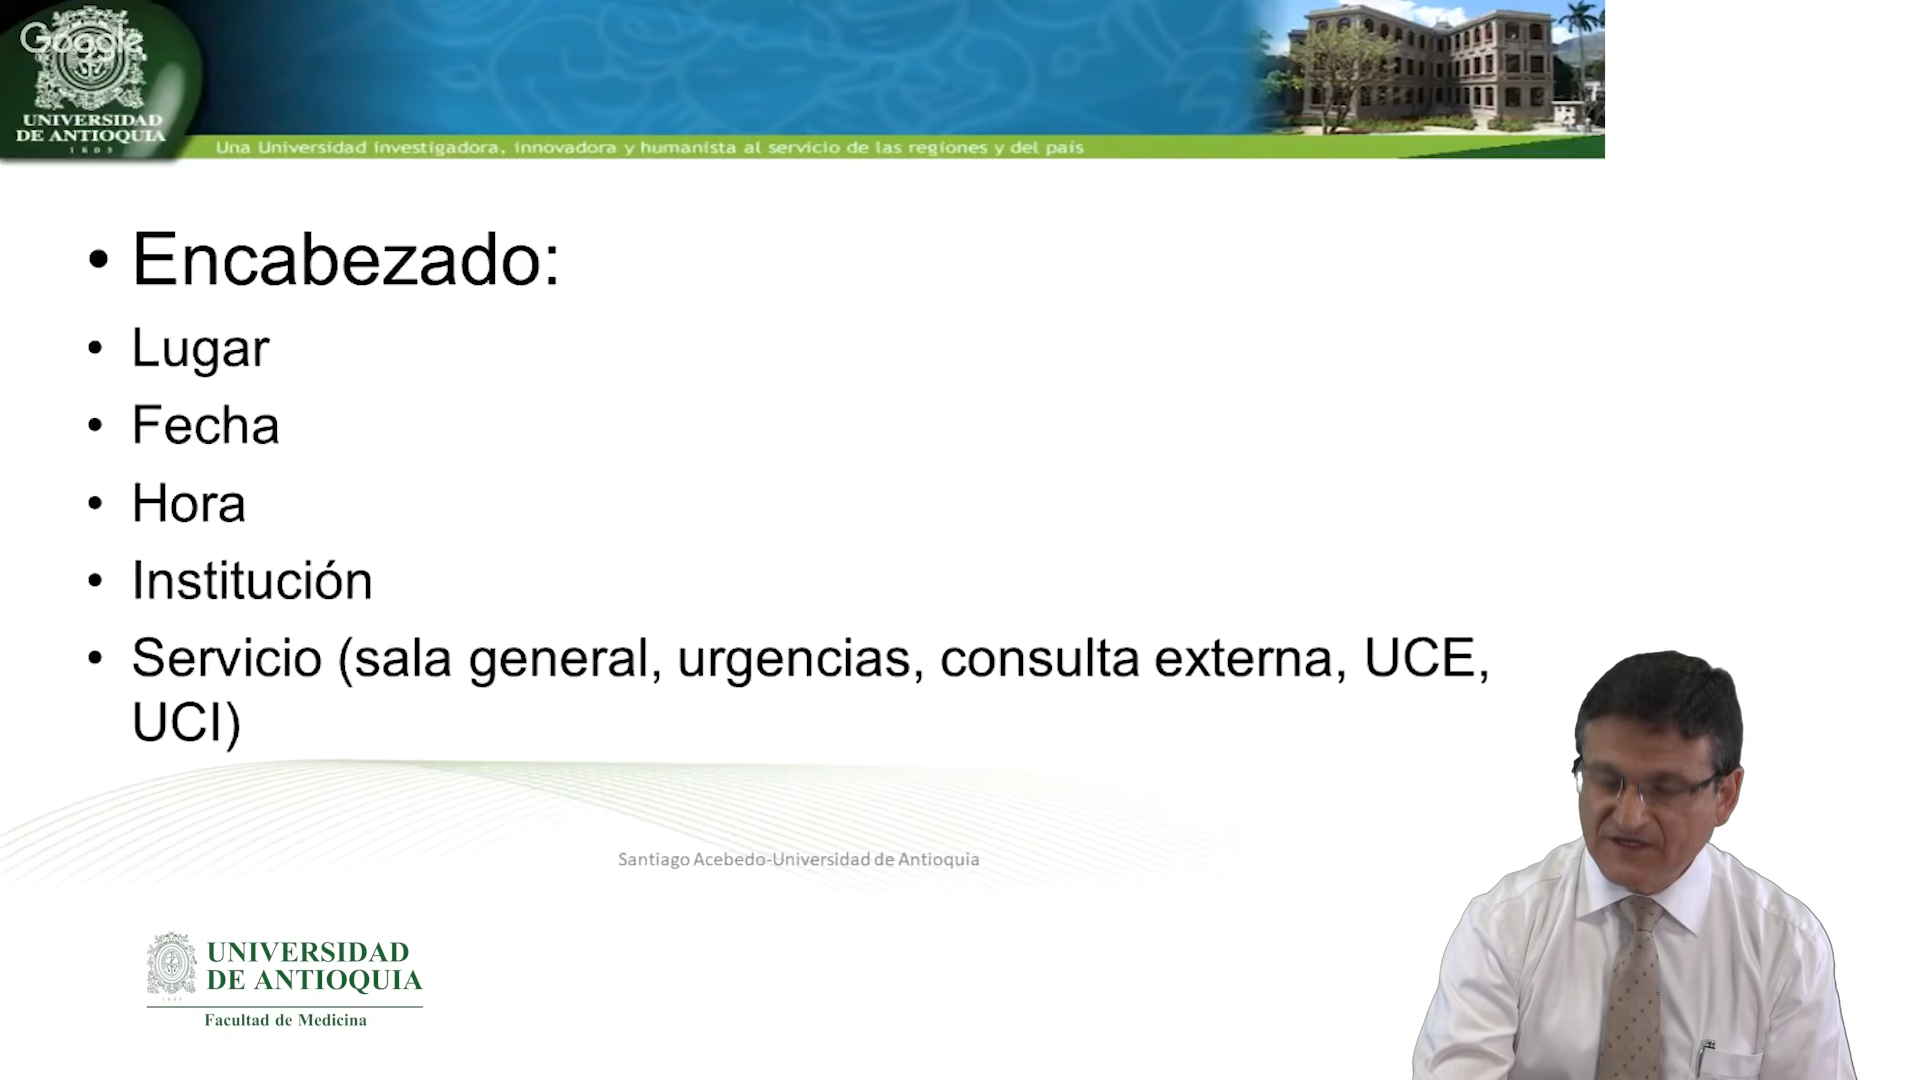 Google
UNIVERSIDAD
DE ANTIOQUIA
1803
Una Universidad investigadora, innovadora y humanista al servicio de las regiones y del país
• Encabezado:
• Lugar
• Fecha
• Hora
• Institución
• Servicio (sala general, urgencias, consulta externa, UCE,
UCI)
Santiago Acebedo-Universidad de Antioquia
UNIVERSIDAD
DE ANTIOQUIA
1803
Facultad de Medicina